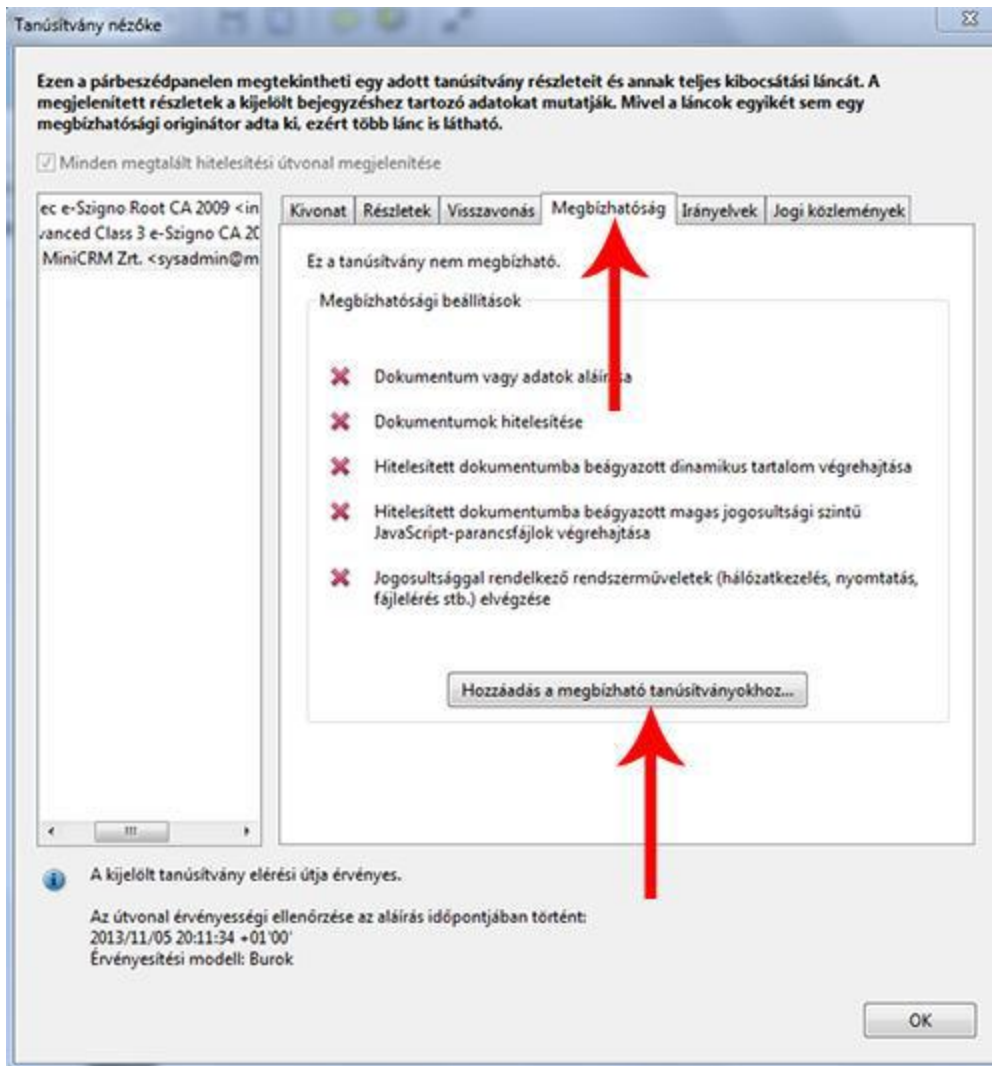 Tanúsítvány nézőke
Ezen a párbeszédpanelen megtekintheti egy adott tanúsítvány részleteit és annak teljes kibocsátási láncát. A
megjelenített részletek a kijelölt bejegyzéshez tartozó adatokat mutatják. Mivel a láncok egyikét sem egy
megbízhatósági originátor adta ki, ezért több lánc is látható.
Minden megtalált hitelesítési útvonal megjelenítése
ec e-Szigno Root CA 2009 <in
vanced Class 3 e-Szigno CA 20
MiniCRM Zrt. <sysadmin@m
Kivonat Részletek Visszavonás Megbízhatóság Irányelvek Jogi közlemények
Ez a tanúsítvány nem megbízható.
Megbízhatósági beállítások
Dokumentum vagy adatok aláírása
Dokumentumok hitelesítése
Hitelesített dokumentumba beágyazott dinamikus tartalom végrehajtása
Hitelesített dokumentumba beágyazott magas jogosultsági szintű
JavaScript-parancsfájlok végrehajtása
Jogosultsággal rendelkező rendszerműveletek (hálózatkezelés, nyomtatás,
fájlelérés stb.) elvégzése
Hozzáadás a megbízható tanúsítványokhoz...
A kijelölt tanúsítvány elérési útja érvényes.
Az útvonal érvényességi ellenőrzése az aláírás időpontjában történt:
2013/11/05 20:11:34 +01'00'
Érvényesítési modell: Burok
OK